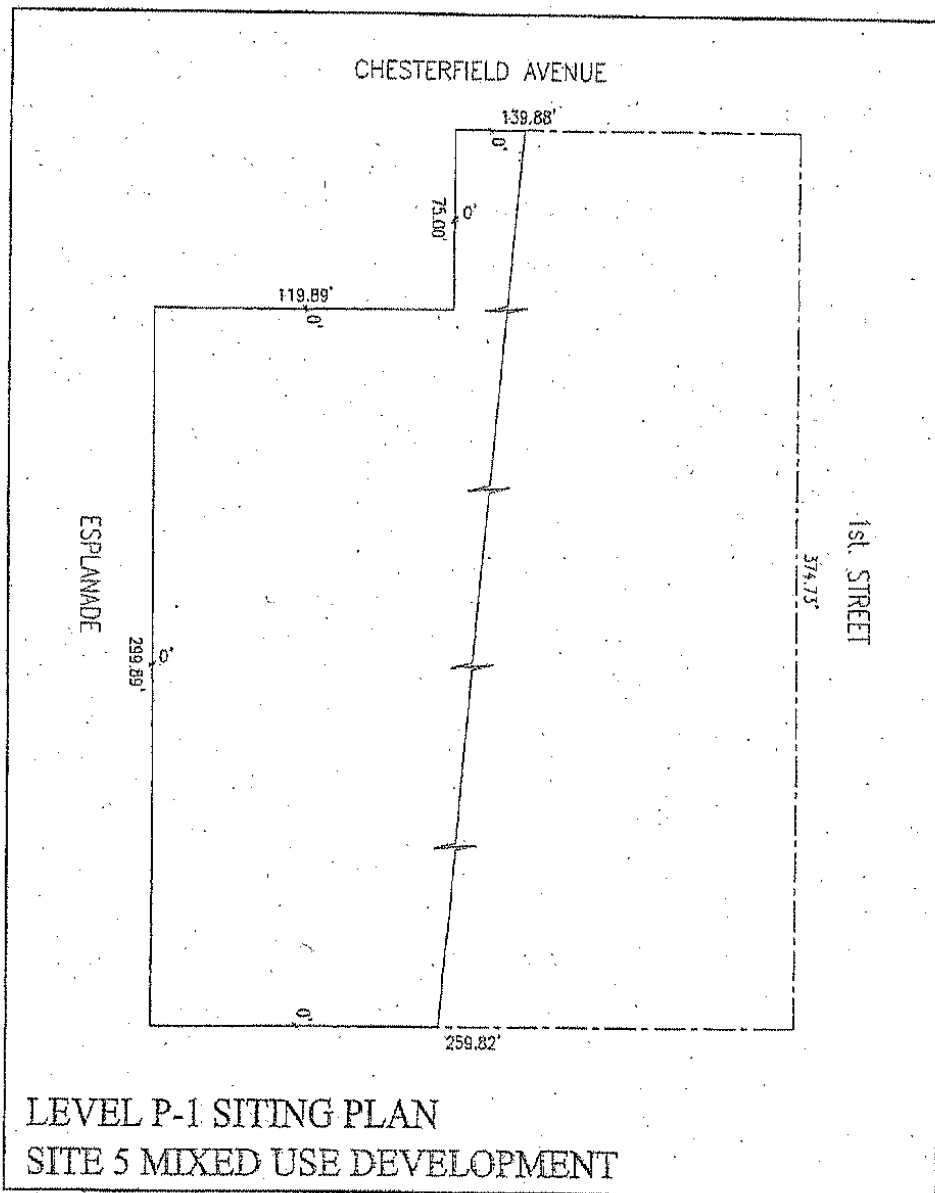 CHESTERFIELD AVENUE
139.88'
0'
75.00'
0'
119.89'
0'
ESPLANADE
299.89'
0'
1st. STREET
374.73'
0'
259.82'
LEVEL P-1 SITING PLAN
SITE 5 MIXED USE DEVELOPMENT